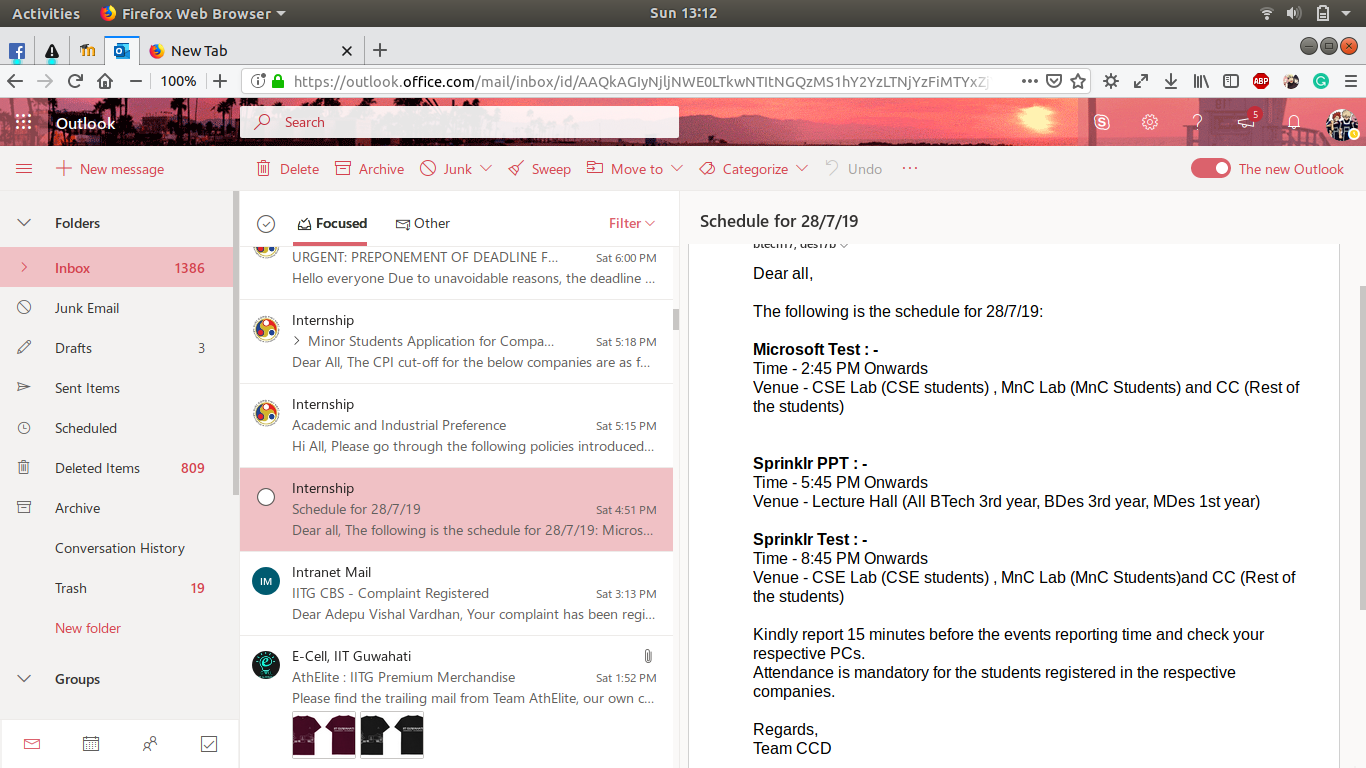 Activities Firefox Web Browser Sun 13:12
New Tab
100% https://outlook.office.com/mail/inbox/id/AAQkAGIyNjljNWE0LTkwNTItNGQzMS1hY2YzLTNjYzFiMTYxZj ABP
Outlook Search 5
New message Delete Archive Junk Sweep Move to Categorize Undo The new Outlook
Folders
Inbox 1386
Junk Email
Drafts 3
Sent Items
Scheduled
Deleted Items 809
Archive
Conversation History
Trash 19
New folder
Groups
Focused Other Filter
URGENT: PREPONEMENT OF DEADLINE F... Sat 6:00 PM
Hello everyone Due to unavoidable reasons, the deadline ...
Internship
Minor Students Application for Compa... Sat 5:18 PM
Dear All, The CPI cut-off for the below companies are as f...
Internship
Academic and Industrial Preference Sat 5:15 PM
Hi All, Please go through the following policies introduced...
Internship
Schedule for 28/7/19 Sat 4:51 PM
Dear all, The following is the schedule for 28/7/19: Micros...
IM
Intranet Mail
IITG CBS - Complaint Registered Sat 3:13 PM
Dear Adepu Vishal Vardhan, Your complaint has been regi...
E-Cell, IIT Guwahati
AthElite : IITG Premium Merchandise Sat 1:52 PM
Please find the trailing mail from Team AthElite, our own c...
Schedule for 28/7/19
btech17; des17b
Dear all,
The following is the schedule for 28/7/19:
Microsoft Test : -
Time - 2:45 PM Onwards
Venue - CSE Lab (CSE students) , MnC Lab (MnC Students) and CC (Rest of
the students)
Sprinklr PPT : -
Time - 5:45 PM Onwards
Venue - Lecture Hall (All BTech 3rd year, BDes 3rd year, MDes 1st year)
Sprinklr Test : -
Time - 8:45 PM Onwards
Venue - CSE Lab (CSE students) , MnC Lab (MnC Students)and CC (Rest of
the students)
Kindly report 15 minutes before the events reporting time and check your
respective PCs.
Attendance is mandatory for the students registered in the respective
companies.
Regards,
Team CCD